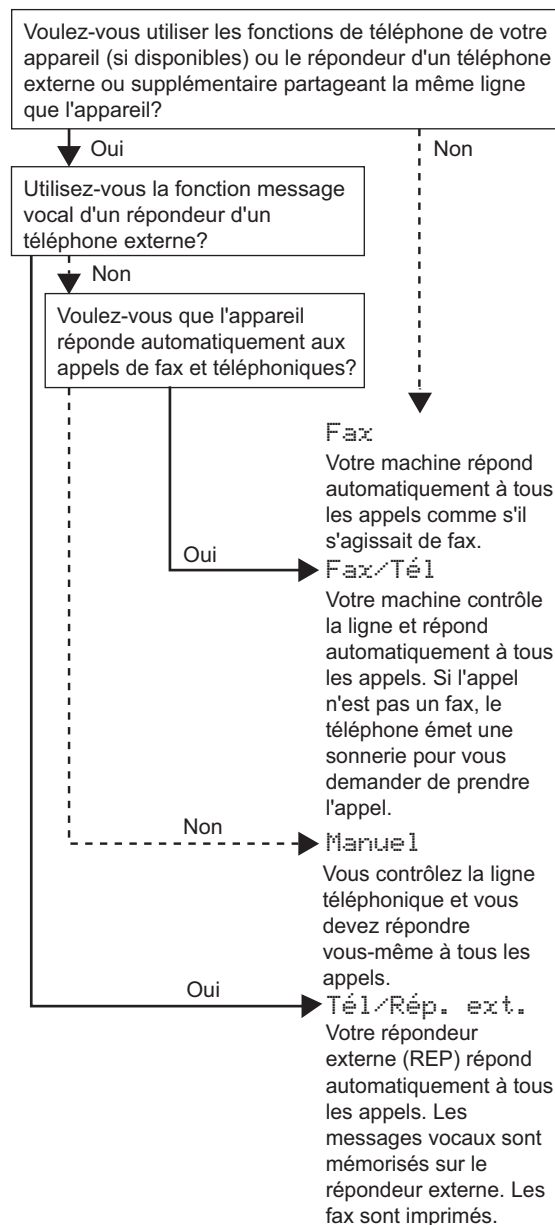 Voulez-vous utiliser les fonctions de téléphone de votre
appareil (si disponibles) ou le répondeur d'un téléphone
externe ou supplémentaire partageant la même ligne
que l'appareil?
Oui
Non
Utilisez-vous la fonction message
vocal d'un répondeur d'un
téléphone externe?
Non
Voulez-vous que l'appareil
réponde automatiquement aux
appels de fax et téléphoniques?
Fax
Votre machine répond
automatiquement à tous
les appels comme s'il
s'agissait de fax.
Oui
Fax/Tél
Votre machine contrôle
la ligne et répond
automatiquement à tous
les appels. Si l'appel
n'est pas un fax, le
téléphone émet une
sonnerie pour vous
demander de prendre
l'appel.
Non
Manuel
Vous contrôlez la ligne
téléphonique et vous
devez répondre
vous-même à tous les
appels.
Oui
Tél/Rép. ext.
Votre répondeur
externe (REP) répond
automatiquement à tous
les appels. Les
messages vocaux sont
mémorisés sur le
répondeur externe. Les
fax sont imprimés.